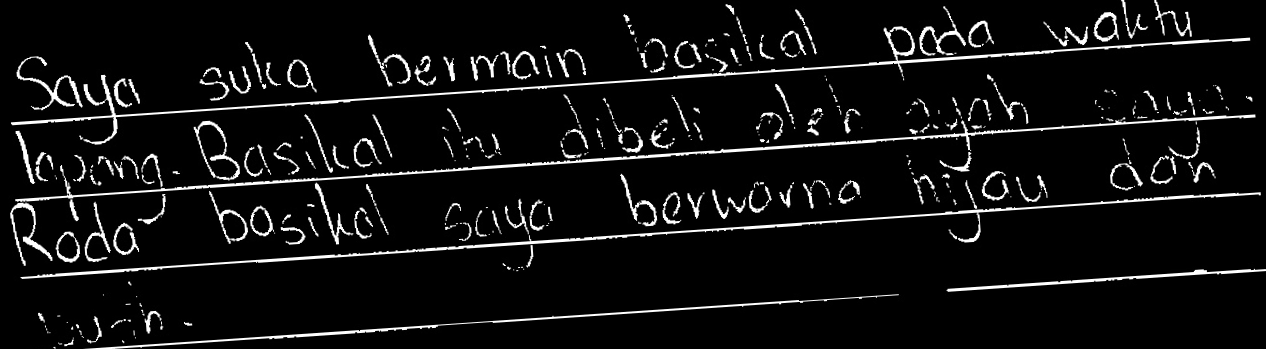 Saya suka bermain basikal pada waktu
lapang. Basikal itu dibeli oleh ayah saya.
Roda basikal saya berwarna hijau dan
putih.